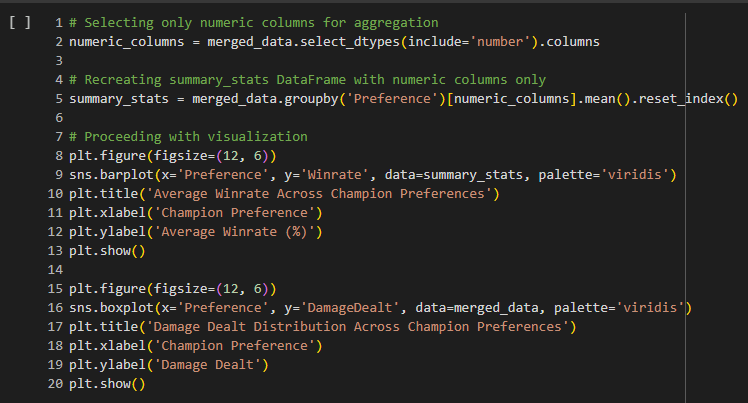 [ ]
1 # Selecting only numeric columns for aggregation
2 numeric_columns = merged_data.select_dtypes(include='number').columns
3
4 # Recreating summary_stats DataFrame with numeric columns only
5 summary_stats = merged_data.groupby('Preference')[numeric_columns].mean().reset_index()
6
7 # Proceeding with visualization
8 plt.figure(figsize=(12, 6))
9 sns.barplot(x='Preference', y='Winrate', data=summary_stats, palette='viridis')
10 plt.title('Average Winrate Across Champion Preferences')
11 plt.xlabel('Champion Preference')
12 plt.ylabel('Average Winrate (%)')
13 plt.show()
14
15 plt.figure(figsize=(12, 6))
16 sns.boxplot(x='Preference', y='DamageDealt', data=merged_data, palette='viridis')
17 plt.title('Damage Dealt Distribution Across Champion Preferences')
18 plt.xlabel('Champion Preference')
19 plt.ylabel('Damage Dealt')
20 plt.show()